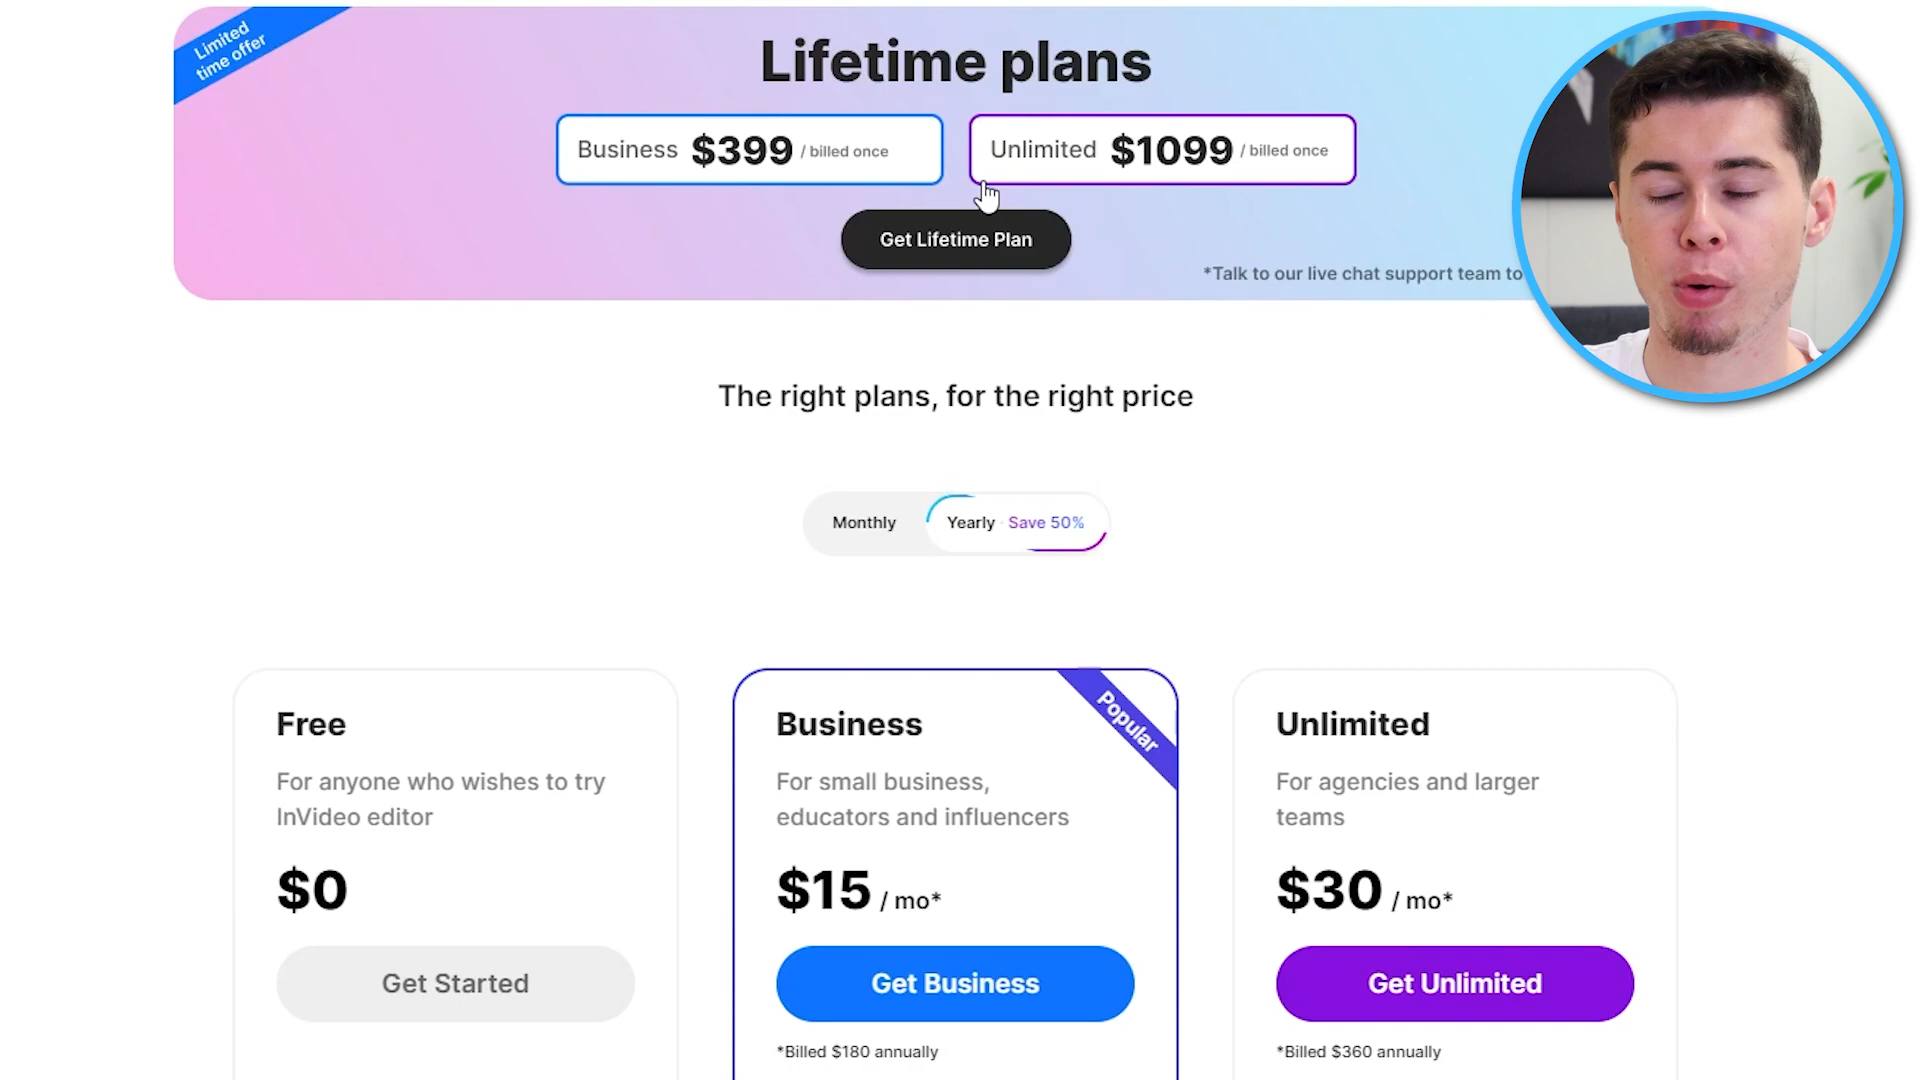 Limited
time offer
Lifetime plans
Business $399 / billed once
Unlimited $1099 / billed once
Get Lifetime Plan
*Talk to our live chat support team to
The right plans, for the right price
Monthly
Yearly · Save 50%
Free
For anyone who wishes to try
InVideo editor
$0
Get Started
Popular
Business
For small business,
educators and influencers
$15 / mo*
Get Business
*Billed $180 annually
Unlimited
For agencies and larger
teams
$30 / mo*
Get Unlimited
*Billed $360 annually